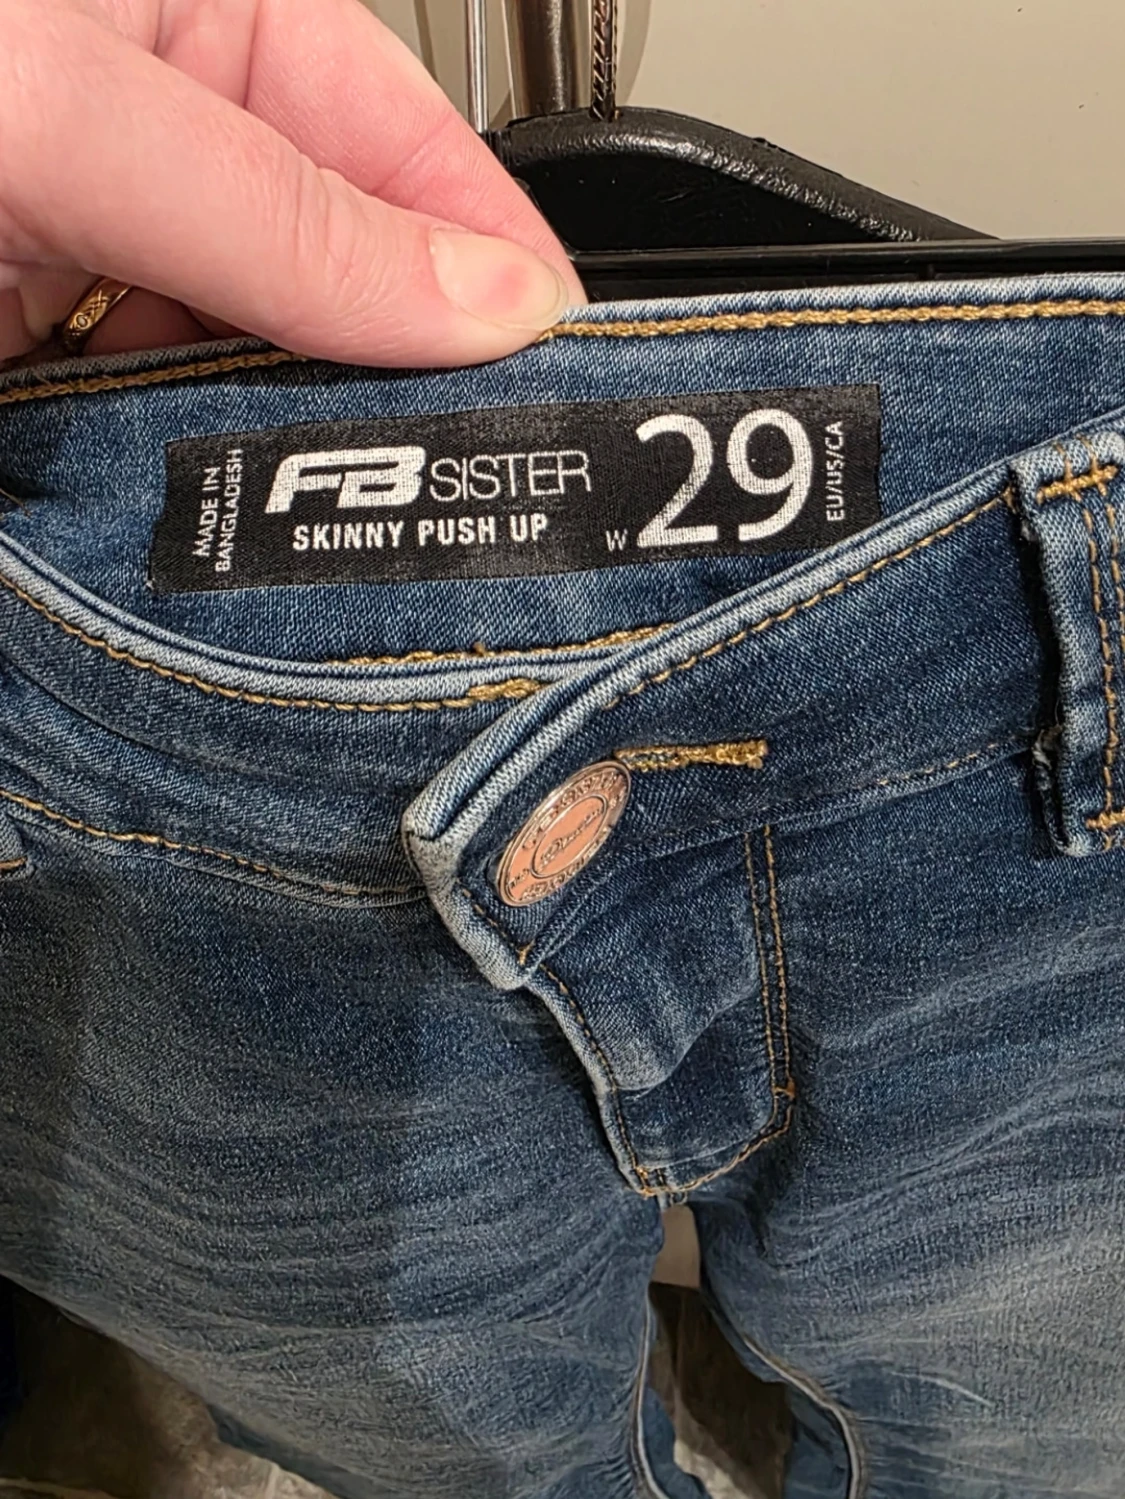 MADE IN
BANGLADESH
FB SISTER
SKINNY PUSH UP
W 29
EU/US/CA